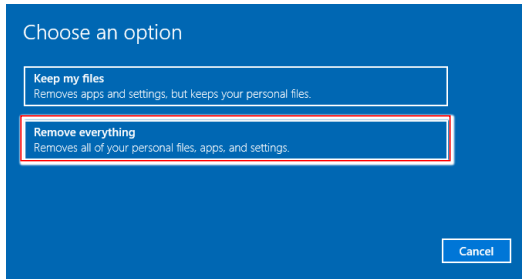 Choose an option
Keep my files
Removes apps and settings, but keeps your personal files.
Remove everything
Removes all of your personal files, apps, and settings.
Cancel